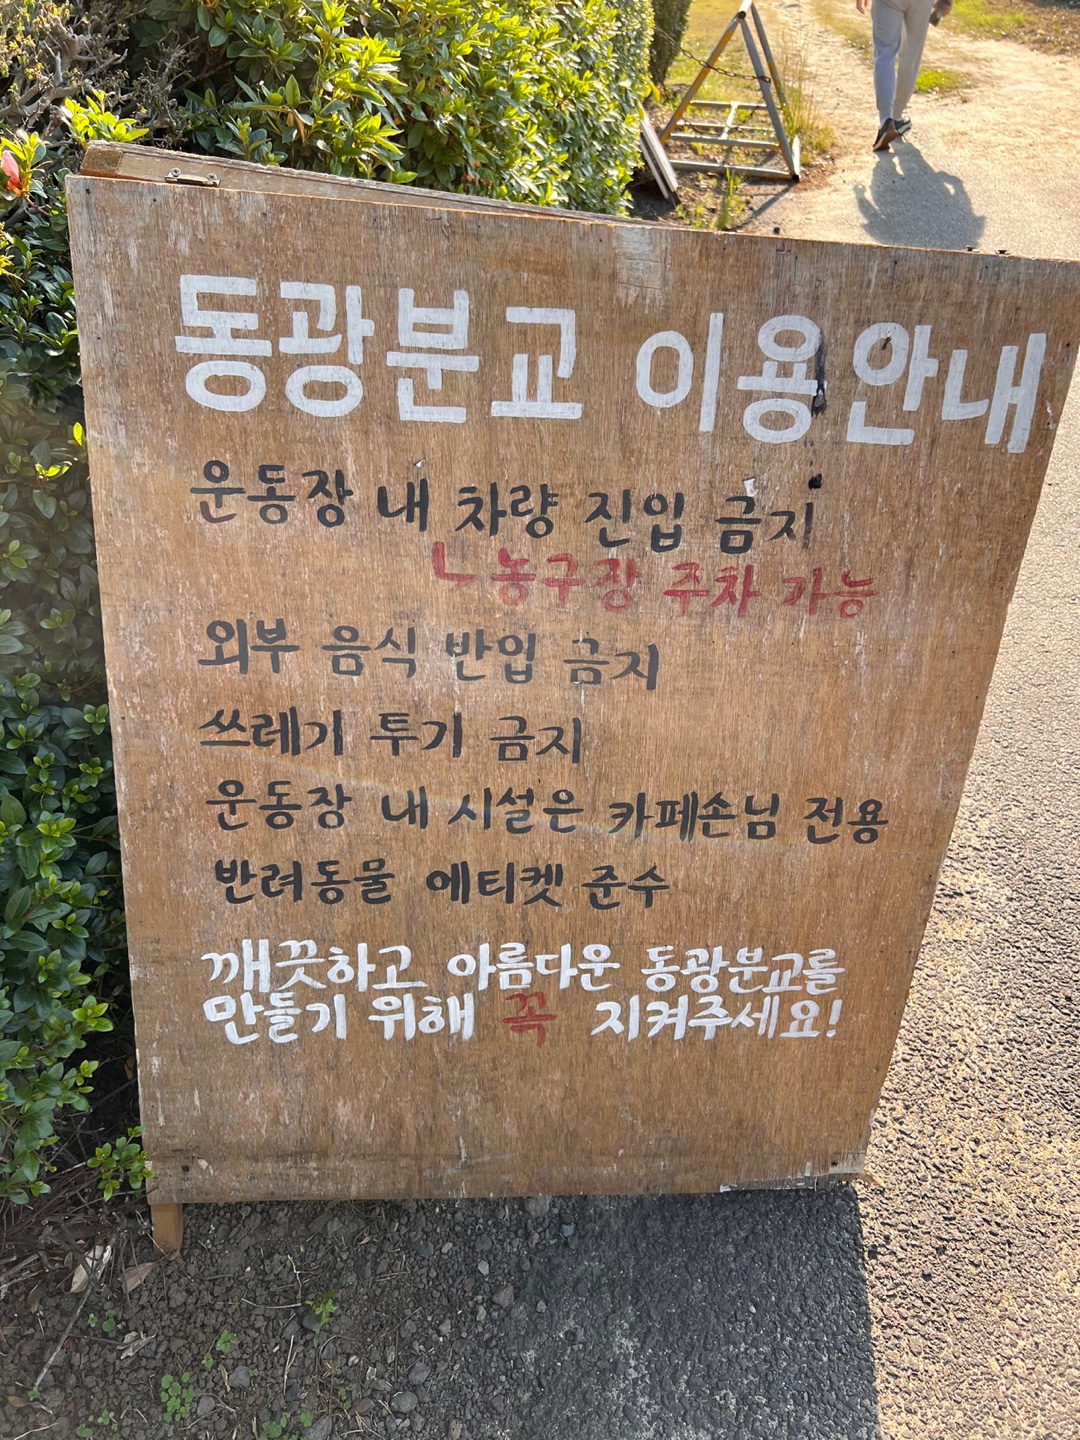 동광분교 이용안내
운동장 내 차량 진입 금지
ㄴ농구장 주차 가능
외부 음식 반입 금지
쓰레기 투기 금지
운동장 내 시설은 카페손님 전용
반려동물 에티켓 준수
깨끗하고 아름다운 동광분교를
만들기 위해 꼭 지켜주세요!